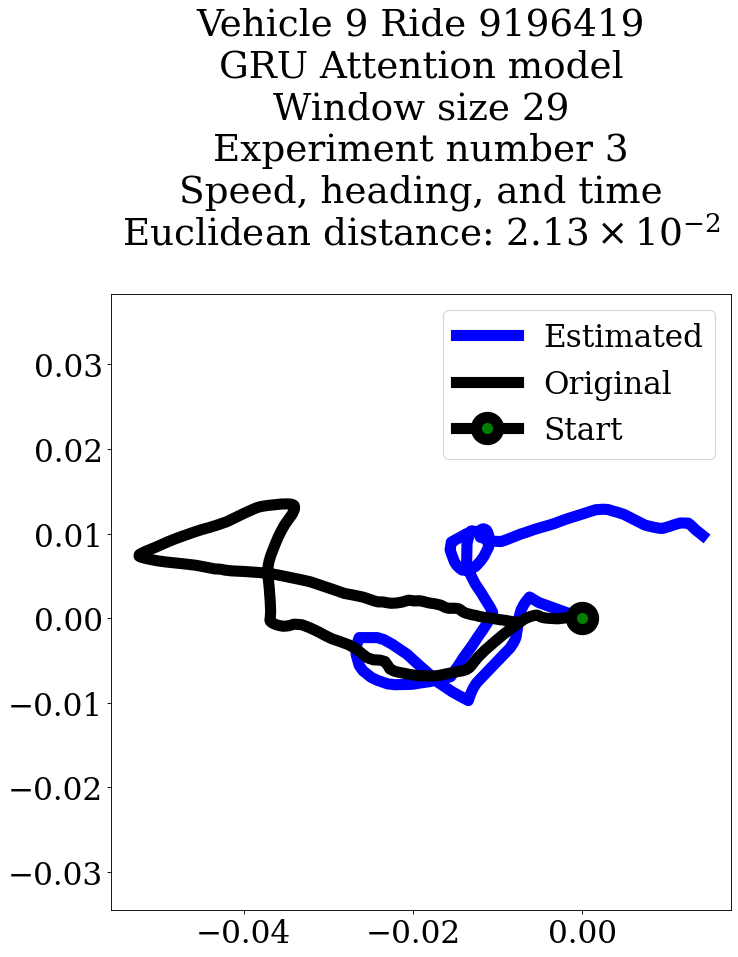 Vehicle 9 Ride 9196419
GRU Attention model
Window size 29
Experiment number 3
Speed, heading, and time
Euclidean distance: 2.13 × 10⁻²
Estimated
Original
Start
0.03
0.02
0.01
0.00
−0.01
−0.02
−0.03
−0.04
−0.02
0.00